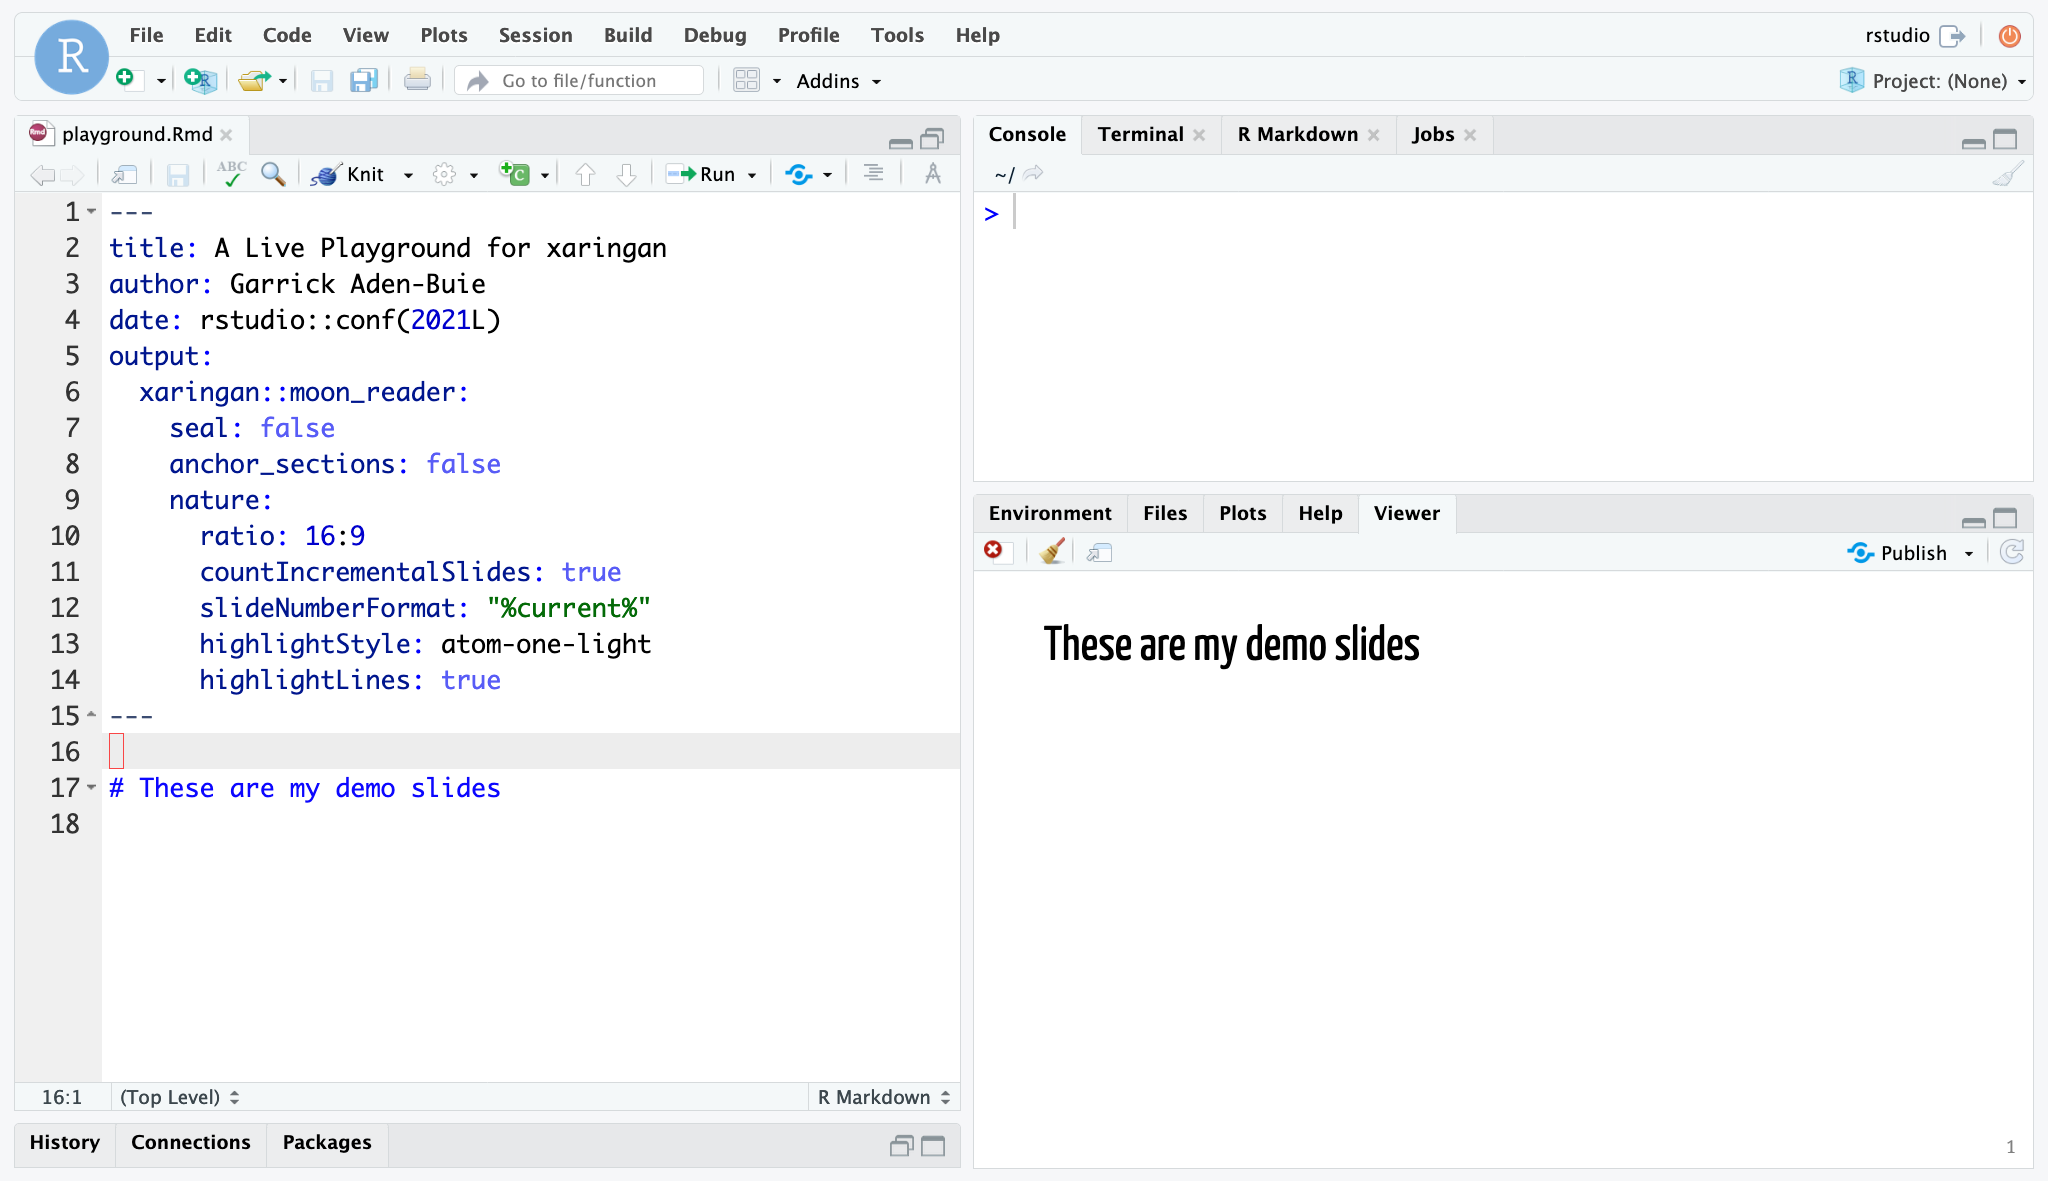 R
File Edit Code View Plots Session Build Debug Profile Tools Help
rstudio
R
Go to file/function
Addins
R
Project: (None)
Rmd
playground.Rmd
ABC
Knit
C
Run
1 ---
2 title: A Live Playground for xaringan
3 author: Garrick Aden-Buie
4 date: rstudio::conf(2021L)
5 output:
6   xaringan::moon_reader:
7     seal: false
8     anchor_sections: false
9     nature:
10       ratio: 16:9
11       countIncrementalSlides: true
12       slideNumberFormat: "%current%"
13       highlightStyle: atom-one-light
14       highlightLines: true
15 ---
16
17 # These are my demo slides
18
16:1 (Top Level) R Markdown
History Connections Packages
Console Terminal R Markdown Jobs
~/
>
Environment Files Plots Help Viewer
Publish
These are my demo slides
1